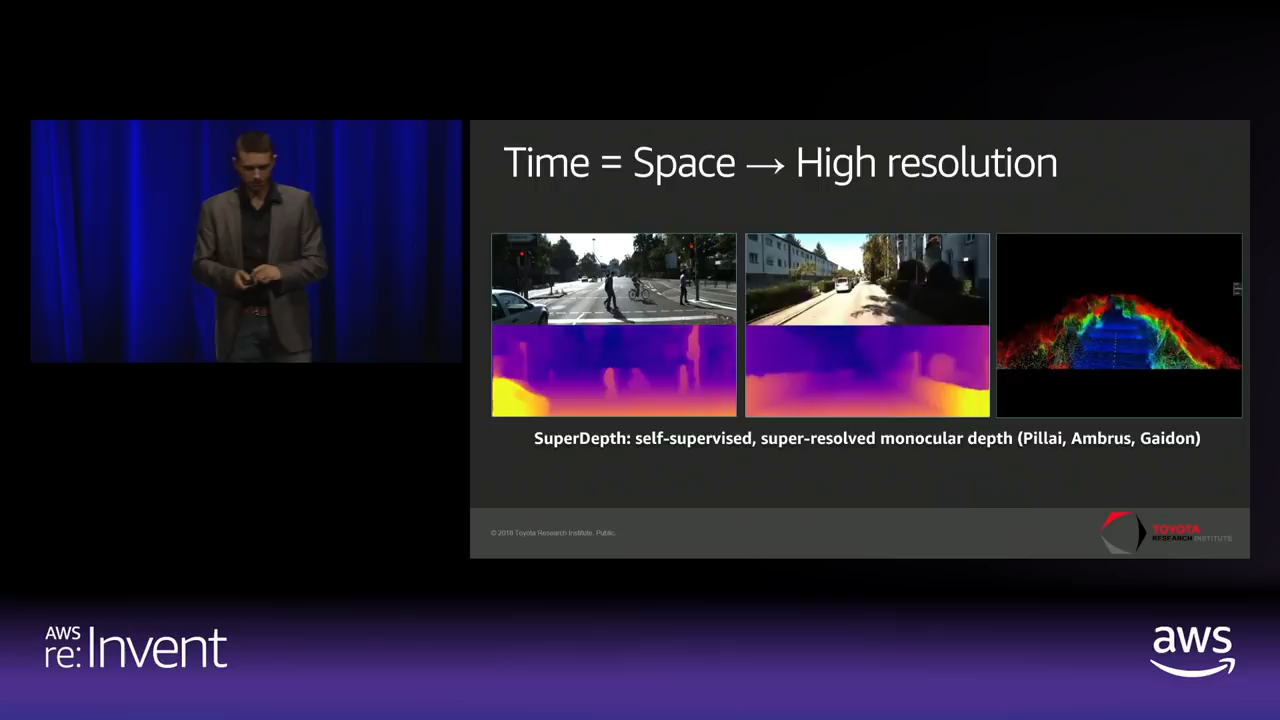 Time = Space → High resolution
SuperDepth: self-supervised, super-resolved monocular depth (Pillai, Ambrus, Gaidon)
© 2018 Toyota Research Institute. Public.
TOYOTA
RESEARCH INSTITUTE
AWS
re:Invent
aws